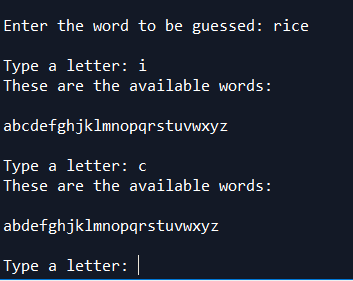 Enter the word to be guessed: rice
Type a letter: i
These are the available words:
abcdefghjklmnopqrstuvwxyz
Type a letter: c
These are the available words:
abdefghjklmnopqrstuvwxyz
Type a letter: